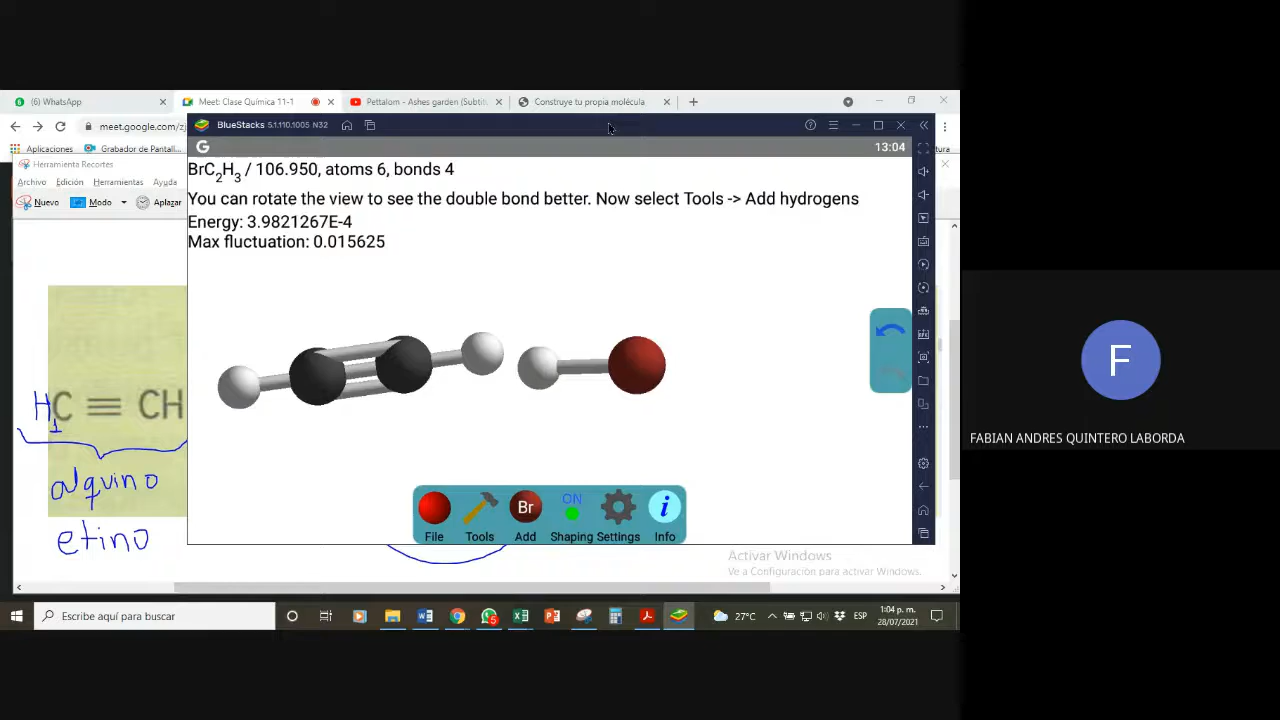 (6) WhatsApp
Meet: Clase Química 11-1
Pettalom - Ashes garden (Subtit
Construye tu propia molécula
meet.google.com/z
BlueStacks 5.1.110.1005 N32
Aplicaciones
Grabador de Pantall...
Herramienta Recortes
Archivo Edición Herramientas Ayuda
Nuevo Modo Aplazar
G
13:04
BrC2H3 / 106.950, atoms 6, bonds 4
You can rotate the view to see the double bond better. Now select Tools -> Add hydrogens
Energy: 3.9821267E-4
Max fluctuation: 0.015625
HC ≡ CH
alquino
etino
ON
Br
i
File Tools Add Shaping Settings Info
Activar Windows
Ve a Configuración para activar Windows.
F
FABIAN ANDRES QUINTERO LABORDA
Escribe aquí para buscar
27°C
ESP
1:04 p. m.
28/07/2021